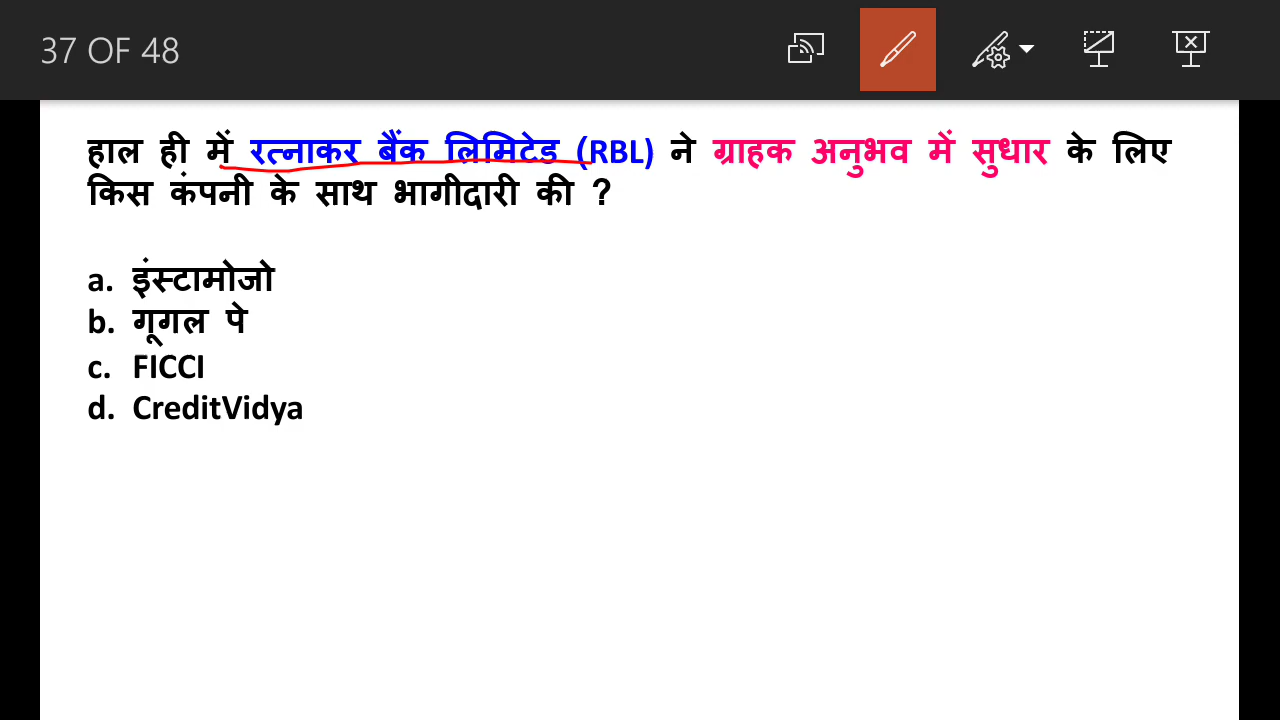 37 OF 48
हाल ही में रत्नाकर बैंक लिमिटेड (RBL) ने ग्राहक अनुभव में सुधार के लिए
किस कंपनी के साथ भागीदारी की ?
a. इंस्टामोजो
b. गूगल पे
c. FICCI
d. CreditVidya